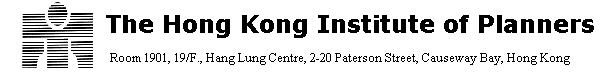 The Hong Kong Institute of Planners
Room 1901, 19/F., Hang Lung Centre, 2-20 Paterson Street, Causeway Bay, Hong Kong